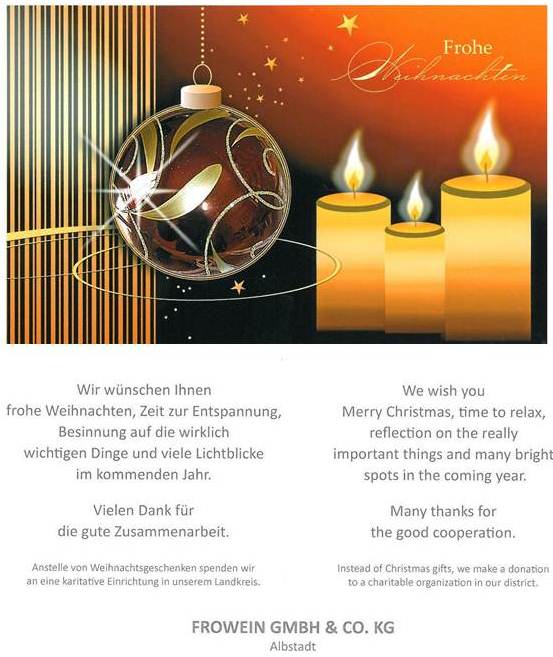 Frohe
Weihnachten
Wir wünschen Ihnen
frohe Weihnachten, Zeit zur Entspannung,
Besinnung auf die wirklich
wichtigen Dinge und viele Lichtblicke
im kommenden Jahr.
Vielen Dank für
die gute Zusammenarbeit.
Anstelle von Weihnachtsgeschenken spenden wir
an eine karitative Einrichtung in unserem Landkreis.
We wish you
Merry Christmas, time to relax,
reflection on the really
important things and many bright
spots in the coming year.
Many thanks for
the good cooperation.
Instead of Christmas gifts, we make a donation
to a charitable organization in our district.
FROWEIN GMBH & CO. KG
Albstadt